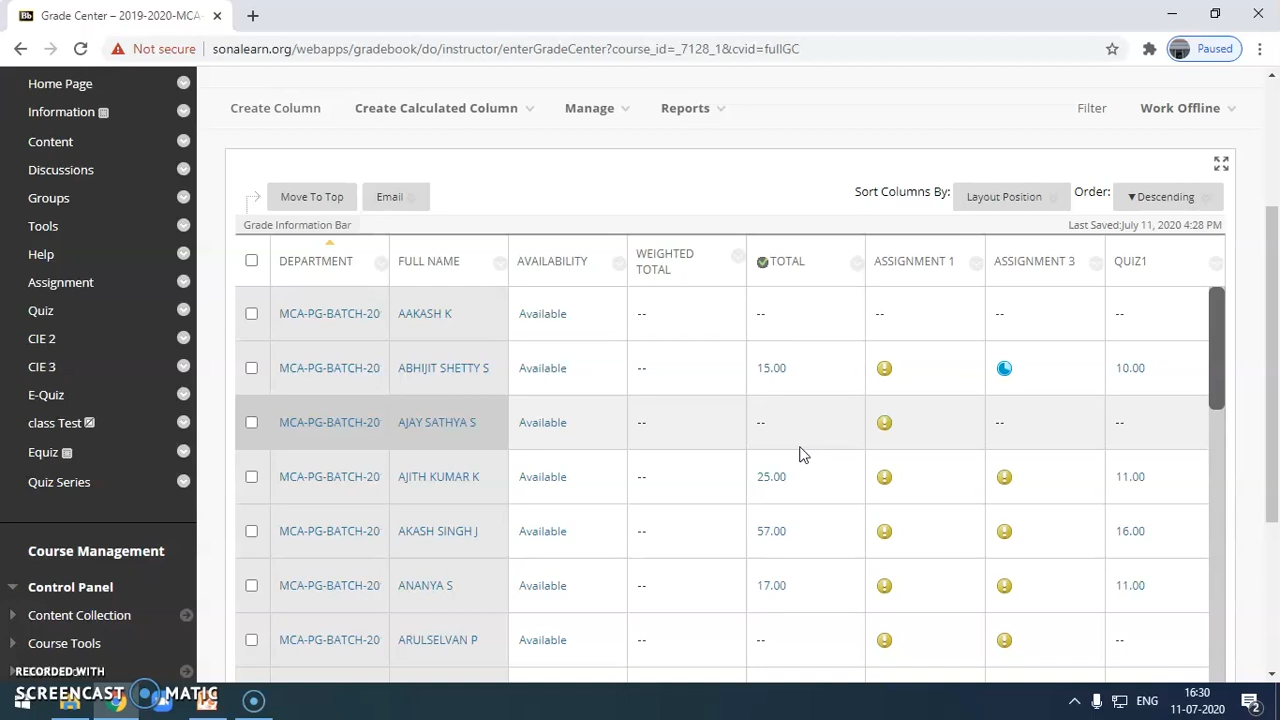 Bb Grade Center – 2019-2020-MCA-
Not secure sonalearn.org/webapps/gradebook/do/instructor/enterGradeCenter?course_id=_7128_1&cvid=fullGC Paused
Home Page
Information
Content
Discussions
Groups
Tools
Help
Assignment
Quiz
CIE 2
CIE 3
E-Quiz
class Test
Equiz
Quiz Series
Course Management
Control Panel
Content Collection
Course Tools
Create Column Create Calculated Column Manage Reports Filter Work Offline
Move To Top Email Sort Columns By: Layout Position Order: ▼Descending
Grade Information Bar Last Saved:July 11, 2020 4:28 PM
DEPARTMENT FULL NAME AVAILABILITY WEIGHTED TOTAL TOTAL ASSIGNMENT 1 ASSIGNMENT 3 QUIZ1
MCA-PG-BATCH-20 AAKASH K Available -- -- -- -- --
MCA-PG-BATCH-20 ABHIJIT SHETTY S Available -- 15.00 10.00
MCA-PG-BATCH-20 AJAY SATHYA S Available -- -- -- --
MCA-PG-BATCH-20 AJITH KUMAR K Available -- 25.00 11.00
MCA-PG-BATCH-20 AKASH SINGH J Available -- 57.00 16.00
MCA-PG-BATCH-20 ANANYA S Available -- 17.00 11.00
MCA-PG-BATCH-20 ARULSELVAN P Available -- -- --
RECORDED WITH
SCREENCAST MATIC
ENG 16:30
11-07-2020 2